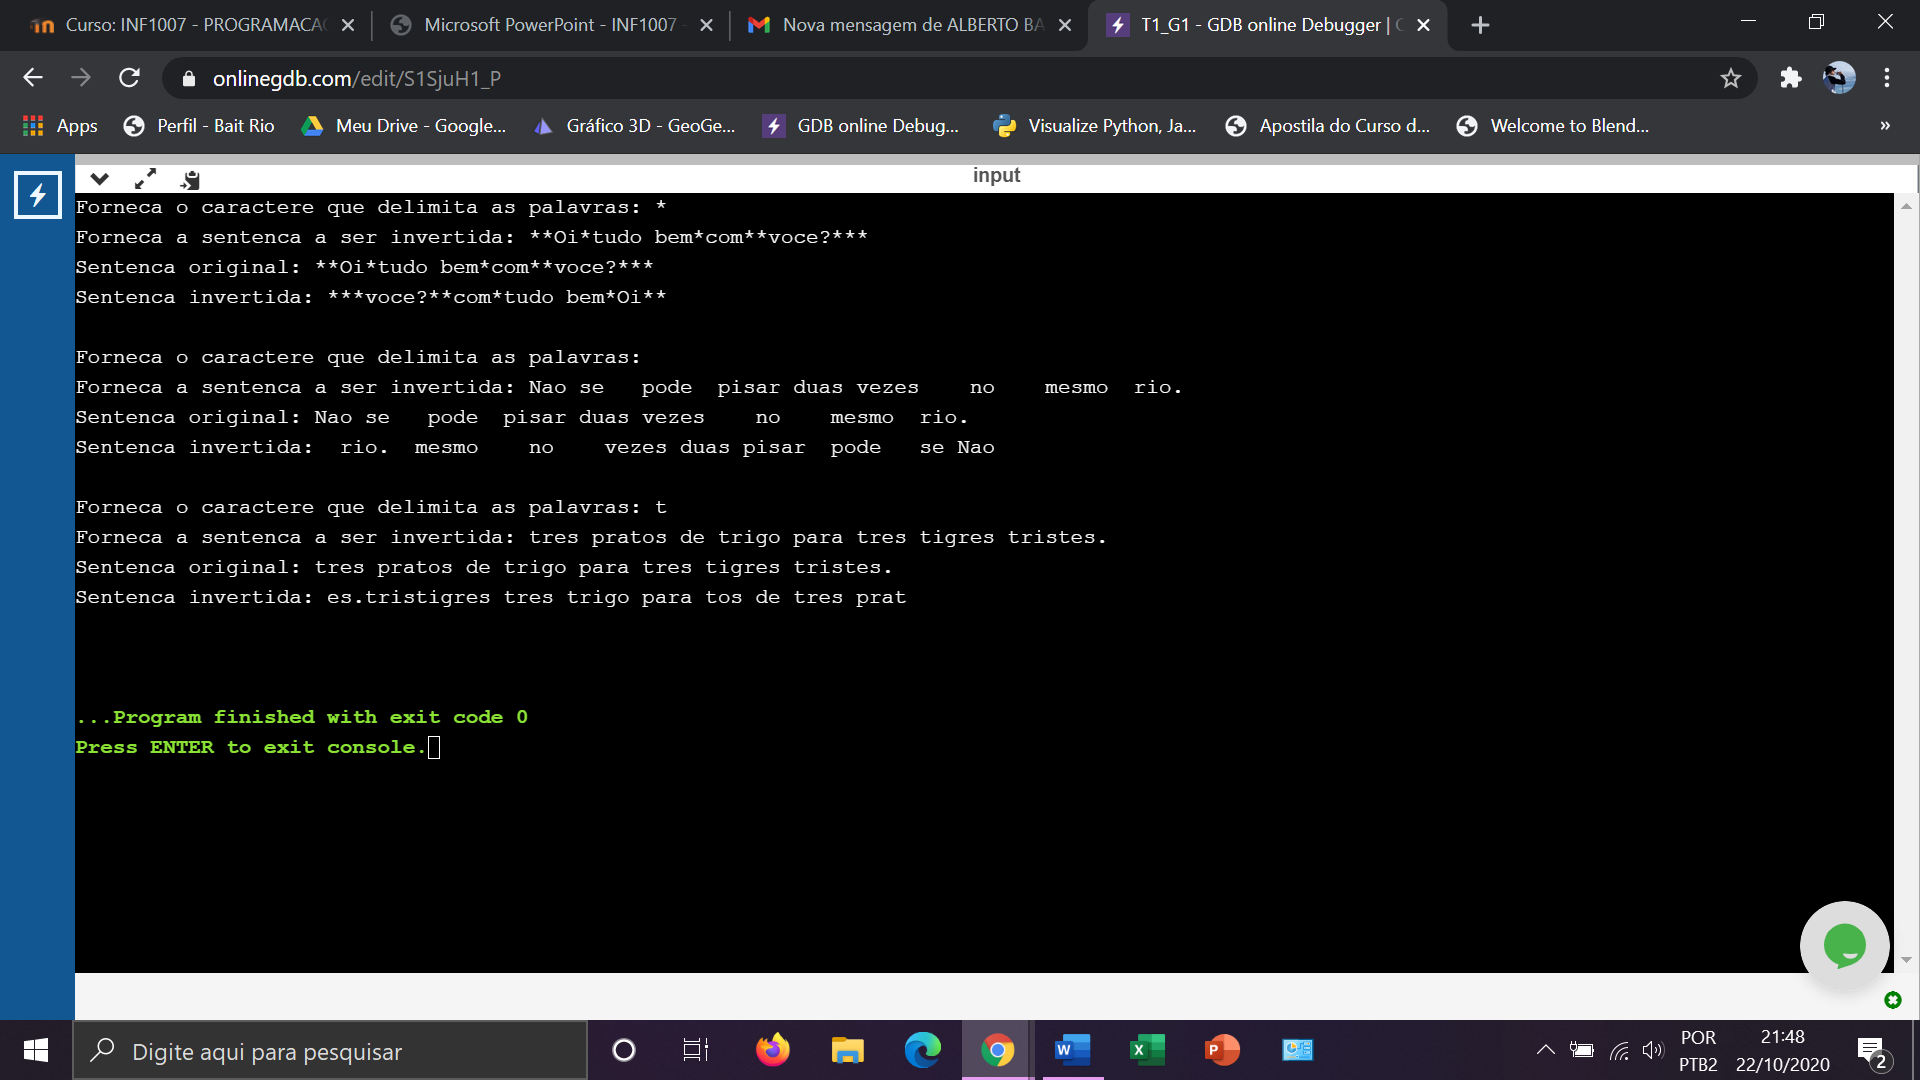 Curso: INF1007 - PROGRAMACA
Microsoft PowerPoint - INF1007 -
Nova mensagem de ALBERTO BA
T1_G1 - GDB online Debugger |
onlinegdb.com/edit/S1SjuH1_P
Apps
Perfil - Bait Rio
Meu Drive - Google...
Gráfico 3D - GeoGe...
GDB online Debug...
Visualize Python, Ja...
Apostila do Curso d...
Welcome to Blend...
»
input
Forneca o caractere que delimita as palavras: *
Forneca a sentenca a ser invertida: **Oi*tudo bem*com**voce?***
Sentenca original: **Oi*tudo bem*com**voce?***
Sentenca invertida: ***voce?**com*tudo bem*Oi**
Forneca o caractere que delimita as palavras:
Forneca a sentenca a ser invertida: Nao se   pode  pisar duas vezes    no    mesmo  rio.
Sentenca original: Nao se   pode  pisar duas vezes    no    mesmo  rio.
Sentenca invertida:  rio.  mesmo    no    vezes duas pisar  pode   se Nao
Forneca o caractere que delimita as palavras: t
Forneca a sentenca a ser invertida: tres pratos de trigo para tres tigres tristes.
Sentenca original: tres pratos de trigo para tres tigres tristes.
Sentenca invertida: es.tristigres tres trigo para tos de tres prat
...Program finished with exit code 0
Press ENTER to exit console.
Digite aqui para pesquisar
POR
PTB2
21:48
22/10/2020
2